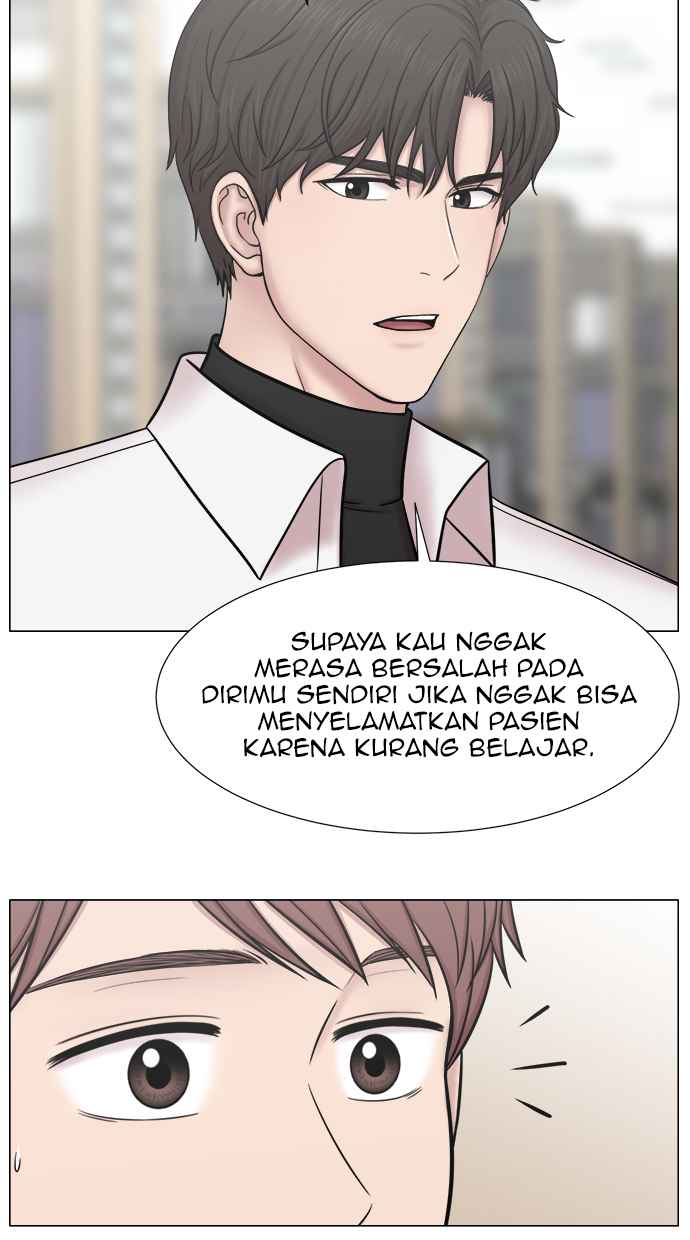 SUPAYA KAU NGGAK
MERASA BERSALAH PADA
DIRIMU SENDIRI JIKA NGGAK BISA
MENYELAMATKAN PASIEN
KARENA KURANG BELAJAR.